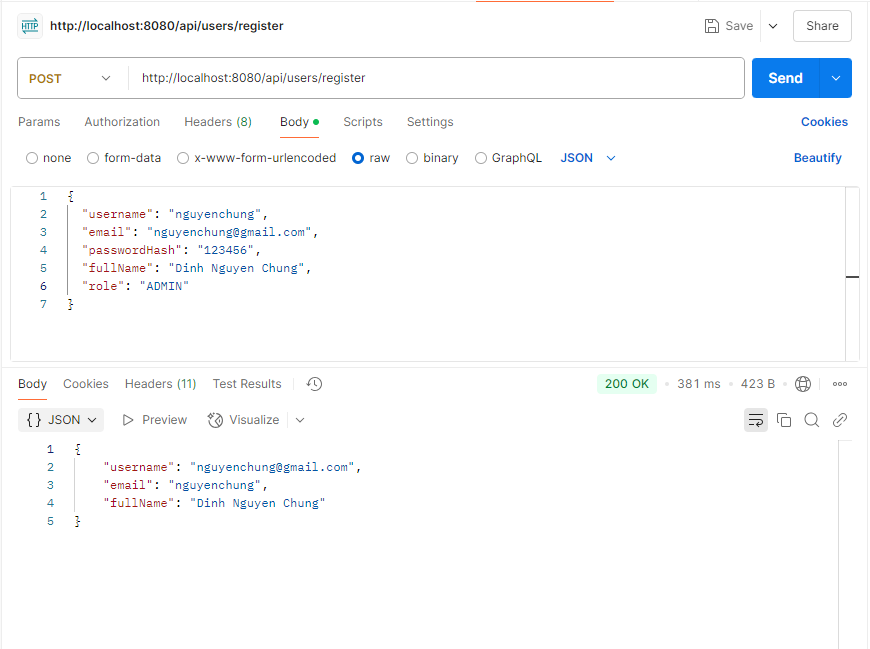 HTTP http://localhost:8080/api/users/register Save Share
POST http://localhost:8080/api/users/register Send
Params Authorization Headers (8) Body Scripts Settings Cookies
none form-data x-www-form-urlencoded raw binary GraphQL JSON Beautify
1 {
2 "username": "nguyenchung",
3 "email": "nguyenchung@gmail.com",
4 "passwordHash": "123456",
5 "fullName": "Dinh Nguyen Chung",
6 "role": "ADMIN"
7 }
Body Cookies Headers (11) Test Results 200 OK • 381 ms • 423 B
{} JSON Preview Visualize
1 {
2 "username": "nguyenchung@gmail.com",
3 "email": "nguyenchung",
4 "fullName": "Dinh Nguyen Chung"
5 }